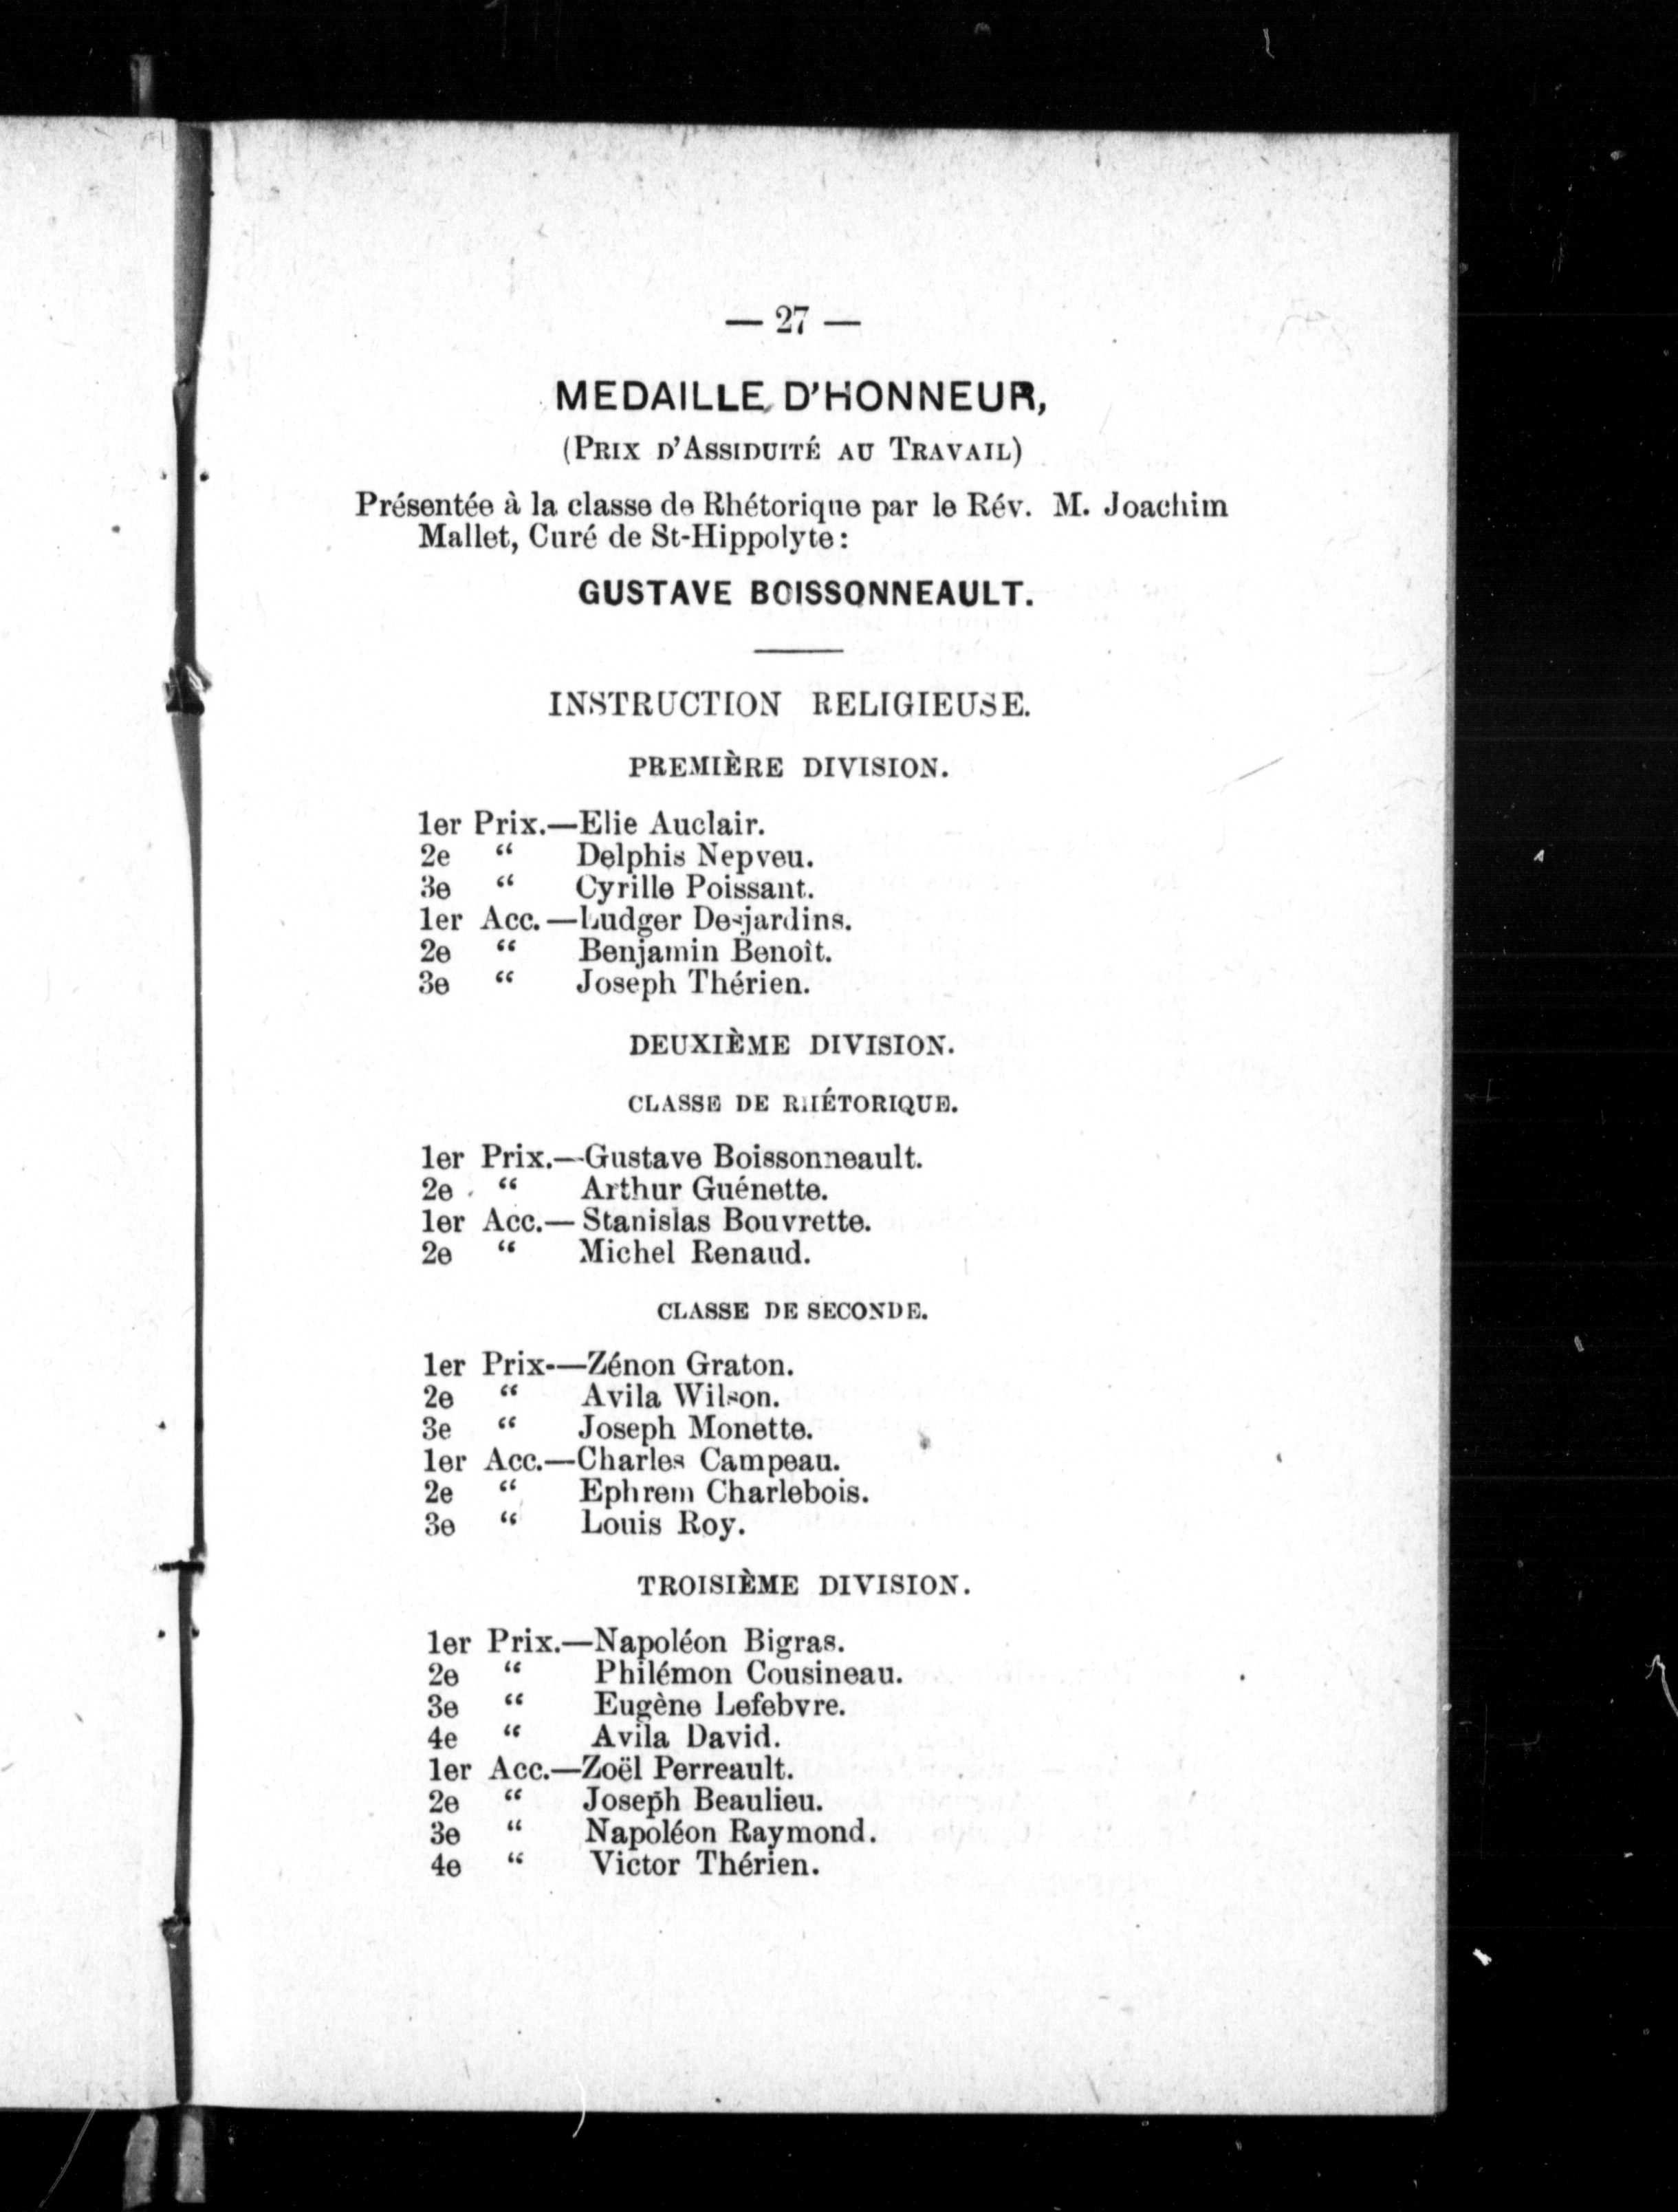 — 27 —
MEDAILLE D'HONNEUR,
(PRIX D'ASSIDUITÉ AU TRAVAIL)
Présentée à la classe de Rhétorique par le Rév. M. Joachim
Mallet, Curé de St-Hippolyte:
GUSTAVE BOISSONNEAULT.
INSTRUCTION RELIGIEUSE.
PREMIÈRE DIVISION.
1er Prix.—Elie Auclair.
2e “ Delphis Nepveu.
3e “ Cyrille Poissant.
1er Acc.—Ludger Desjardins.
2e “ Benjamin Benoît.
3e “ Joseph Thérien.
DEUXIÈME DIVISION.
CLASSE DE RHÉTORIQUE.
1er Prix.—Gustave Boissonneault.
2e “ Arthur Guénette.
1er Acc.—Stanislas Bouvrette.
2e “ Michel Renaud.
CLASSE DE SECONDE.
1er Prix-—Zénon Graton.
2e “ Avila Wilson.
3e “ Joseph Monette.
1er Acc.—Charles Campeau.
2e “ Ephrem Charlebois.
3e “ Louis Roy.
TROISIÈME DIVISION.
1er Prix.—Napoléon Bigras.
2e “ Philémon Cousineau.
3e “ Eugène Lefebvre.
4e “ Avila David.
1er Acc.—Zoël Perreault.
2e “ Joseph Beaulieu.
3e “ Napoléon Raymond.
4e “ Victor Thérien.